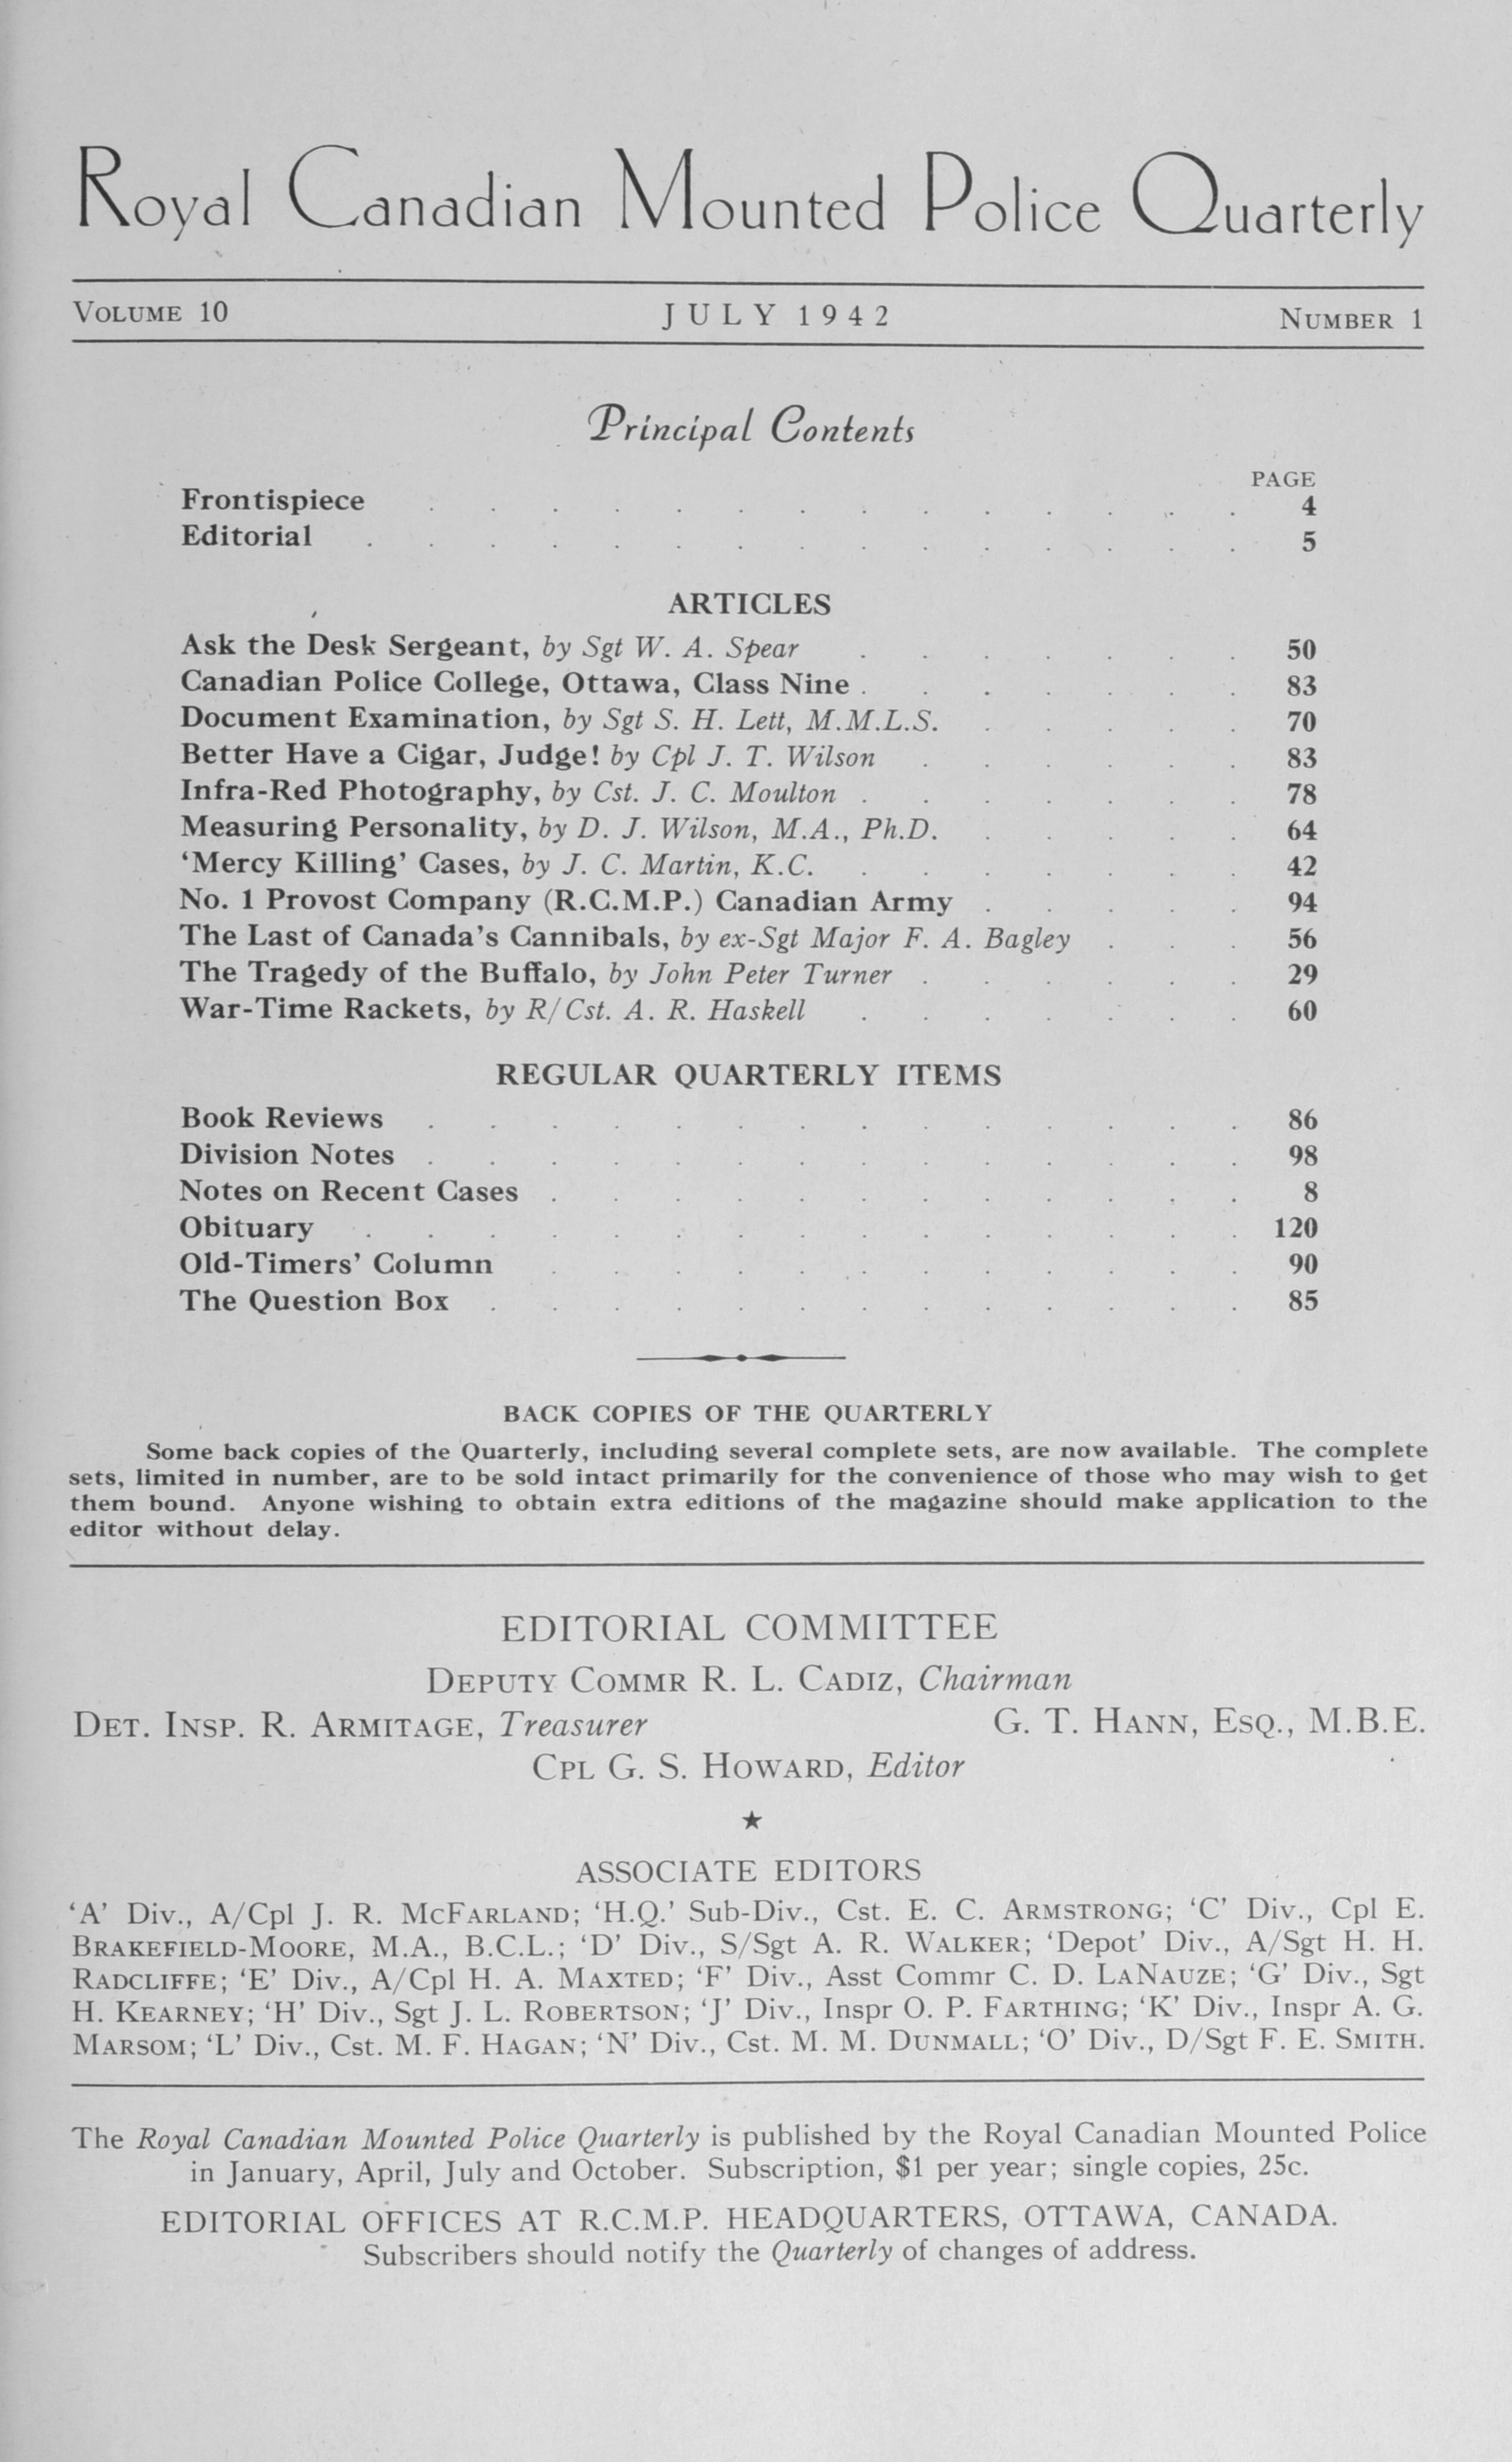 Royal Canadian Mounted Police Quarterly
VOLUME 10 JULY 1942 NUMBER 1
Principal Contents
PAGE
Frontispiece 4
Editorial 5
ARTICLES
Ask the Desk Sergeant, by Sgt W. A. Spear 50
Canadian Police College, Ottawa, Class Nine 83
Document Examination, by Sgt S. H. Lett, M.M.L.S. 70
Better Have a Cigar, Judge! by Cpl J. T. Wilson 83
Infra-Red Photography, by Cst. J. C. Moulton 78
Measuring Personality, by D. J. Wilson, M.A., Ph.D. 64
‘Mercy Killing’ Cases, by J. C. Martin, K.C. 42
No. 1 Provost Company (R.C.M.P.) Canadian Army 94
The Last of Canada’s Cannibals, by ex-Sgt Major F. A. Bagley 56
The Tragedy of the Buffalo, by John Peter Turner 29
War-Time Rackets, by R/Cst. A. R. Haskell 60
REGULAR QUARTERLY ITEMS
Book Reviews 86
Division Notes 98
Notes on Recent Cases 8
Obituary 120
Old-Timers’ Column 90
The Question Box 85
BACK COPIES OF THE QUARTERLY
Some back copies of the Quarterly, including several complete sets, are now available. The complete
sets, limited in number, are to be sold intact primarily for the convenience of those who may wish to get
them bound. Anyone wishing to obtain extra editions of the magazine should make application to the
editor without delay.
EDITORIAL COMMITTEE
DEPUTY COMMR R. L. CADIZ, Chairman
DET. INSP. R. ARMITAGE, Treasurer G. T. HANN, ESQ., M.B.E.
CPL G. S. HOWARD, Editor
★
ASSOCIATE EDITORS
‘A’ Div., A/Cpl J. R. MCFARLAND; ‘H.Q.’ Sub-Div., Cst. E. C. ARMSTRONG; ‘C’ Div., Cpl E.
BRAKEFIELD-MOORE, M.A., B.C.L.; ‘D’ Div., S/Sgt A. R. WALKER; ‘Depot’ Div., A/Sgt H. H.
RADCLIFFE; ‘E’ Div., A/Cpl H. A. MAXTED; ‘F’ Div., Asst Commr C. D. LANAUZE; ‘G’ Div., Sgt
H. KEARNEY; ‘H’ Div., Sgt J. L. ROBERTSON; ‘J’ Div., Inspr O. P. FARTHING; ‘K’ Div., Inspr A. G.
MARSOM; ‘L’ Div., Cst. M. F. HAGAN; ‘N’ Div., Cst. M. M. DUNMALL; ‘O’ Div., D/Sgt F. E. SMITH.
The Royal Canadian Mounted Police Quarterly is published by the Royal Canadian Mounted Police
in January, April, July and October. Subscription, $1 per year; single copies, 25c.
EDITORIAL OFFICES AT R.C.M.P. HEADQUARTERS, OTTAWA, CANADA.
Subscribers should notify the Quarterly of changes of address.